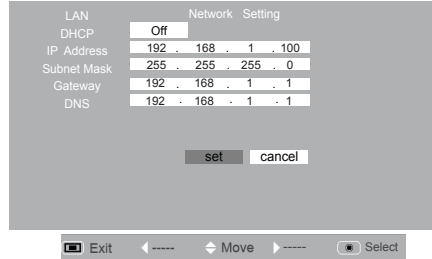 LAN Network Setting
DHCP Off
IP Address 192 . 168 . 1 . 100
Subnet Mask 255 . 255 . 255 . 0
Gateway 192 . 168 . 1 . 1
DNS 192 . 168 . 1 . 1
set cancel
Exit ----- Move ----- Select